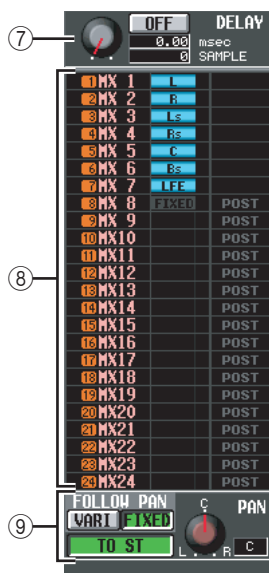 ⑦
OFF DELAY
0.00 msec
0 SAMPLE
⑧
1 MX 1 L
2 MX 2 R
3 MX 3 Ls
4 MX 4 Rs
5 MX 5 C
6 MX 6 Bs
7 MX 7 LFE
8 MX 8 FIXED POST
9 MX 9 POST
10 MX10 POST
11 MX11 POST
12 MX12 POST
13 MX13 POST
14 MX14 POST
15 MX15 POST
16 MX16 POST
17 MX17 POST
18 MX18 POST
19 MX19 POST
20 MX20 POST
21 MX21 POST
22 MX22 POST
23 MX23 POST
24 MX24 POST
⑨
FOLLOW PAN C PAN
VARI FIXED
TO ST L R C